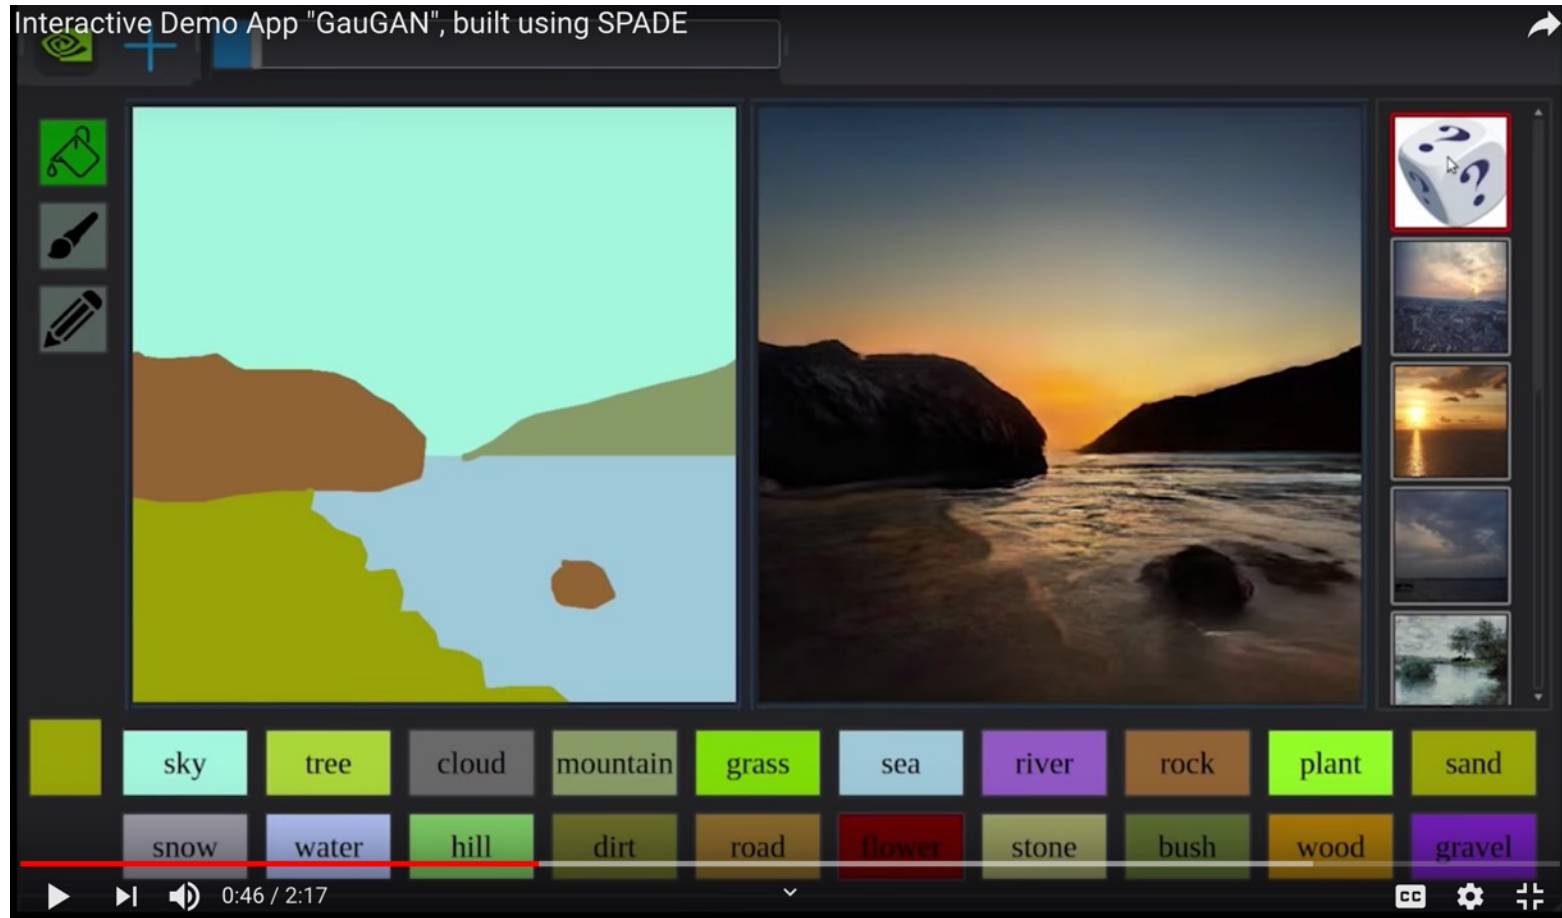 Interactive Demo App "GauGAN", built using SPADE
? ? ?
sky tree cloud mountain grass sea river rock plant sand
snow water hill dirt road flower stone bush wood gravel
0:46 / 2:17
CC